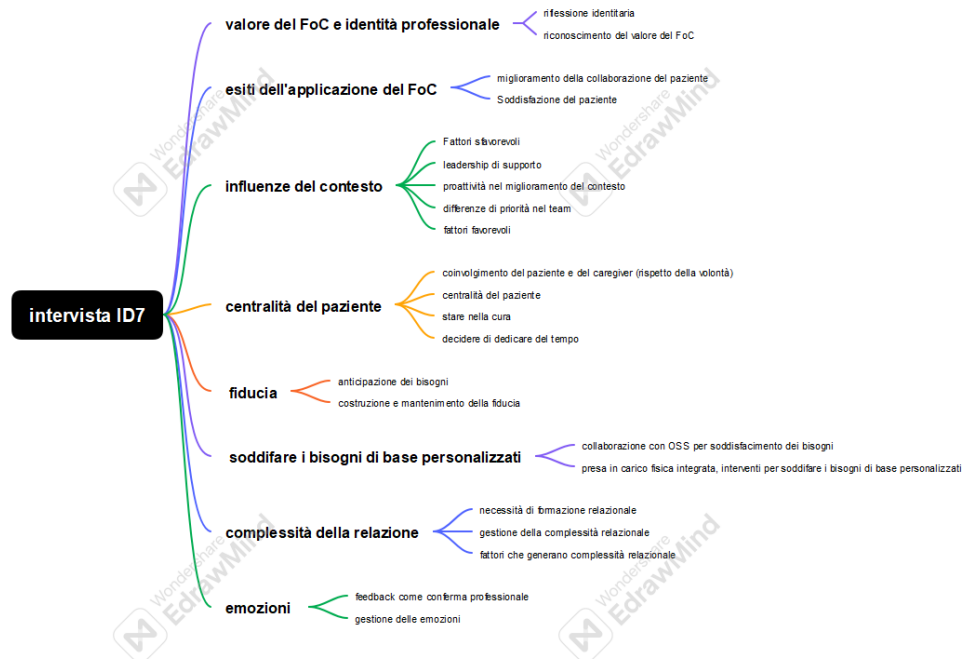 intervista ID7
valore del FoC e identità professionale
riflessione identitaria
riconoscimento del valore del FoC
esiti dell'applicazione del FoC
miglioramento della collaborazione del paziente
Soddisfazione del paziente
influenze del contesto
Fattori sfavorevoli
leadership di supporto
proattività nel miglioramento del contesto
differenze di priorità nel team
fattori favorevoli
centralità del paziente
coinvolgimento del paziente e del caregiver (rispetto della volontà)
centralità del paziente
stare nella cura
decidere di dedicare del tempo
fiducia
anticipazione dei bisogni
costruzione e mantenimento della fiducia
soddifare i bisogni di base personalizzati
collaborazione con OSS per soddisfacimento dei bisogni
presa in carico fisica integrata, interventi per soddifare i bisogni di base personalizzati
complessità della relazione
necessità di formazione relazionale
gestione della complessità relazionale
fattori che generano complessità relazionale
emozioni
feedback come conferma professionale
gestione delle emozioni
Wondershare
EdrawMind
Wondershare
EdrawMind
Wondershare
EdrawMind
Wondershare
EdrawMind